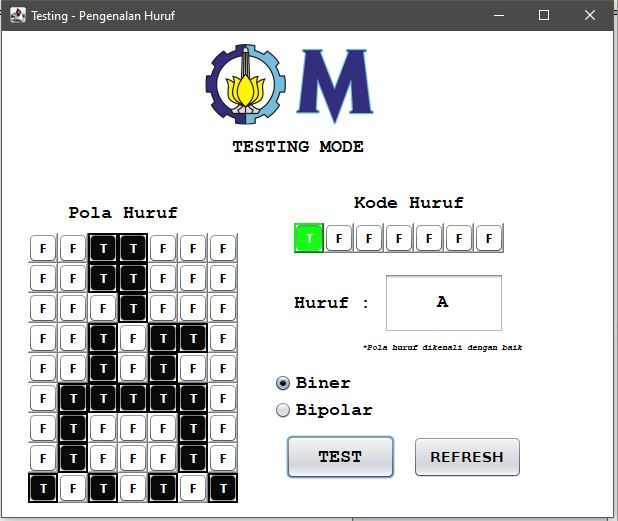 Testing - Pengenalan Huruf
M
TESTING MODE
Kode Huruf
T F F F F F F
Pola Huruf
F F T T F F F
F F T T F F F
F F F T F F F
F F T F T T F
F F T F T F F
F T T T T T F
F T F F F T F
F T F F F T F
T F T F T F T
Huruf :
A
*Pola huruf dikenali dengan baik
Biner
Bipolar
TEST
REFRESH